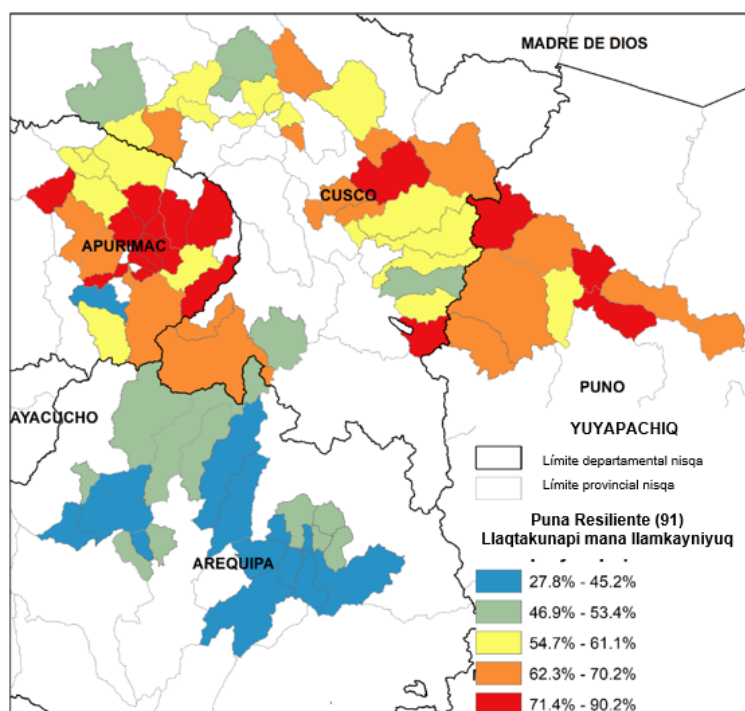 MADRE DE DIOS
CUSCO
APURIMAC
PUNO
AYACUCHO
AREQUIPA
YUYAPACHIQ
Límite departamental nisqa
Límite provincial nisqa
Puna Resiliente (91)
Llaqtakunapi mana llamkayniyuq
27.8% - 45.2%
46.9% - 53.4%
54.7% - 61.1%
62.3% - 70.2%
71.4% - 90.2%